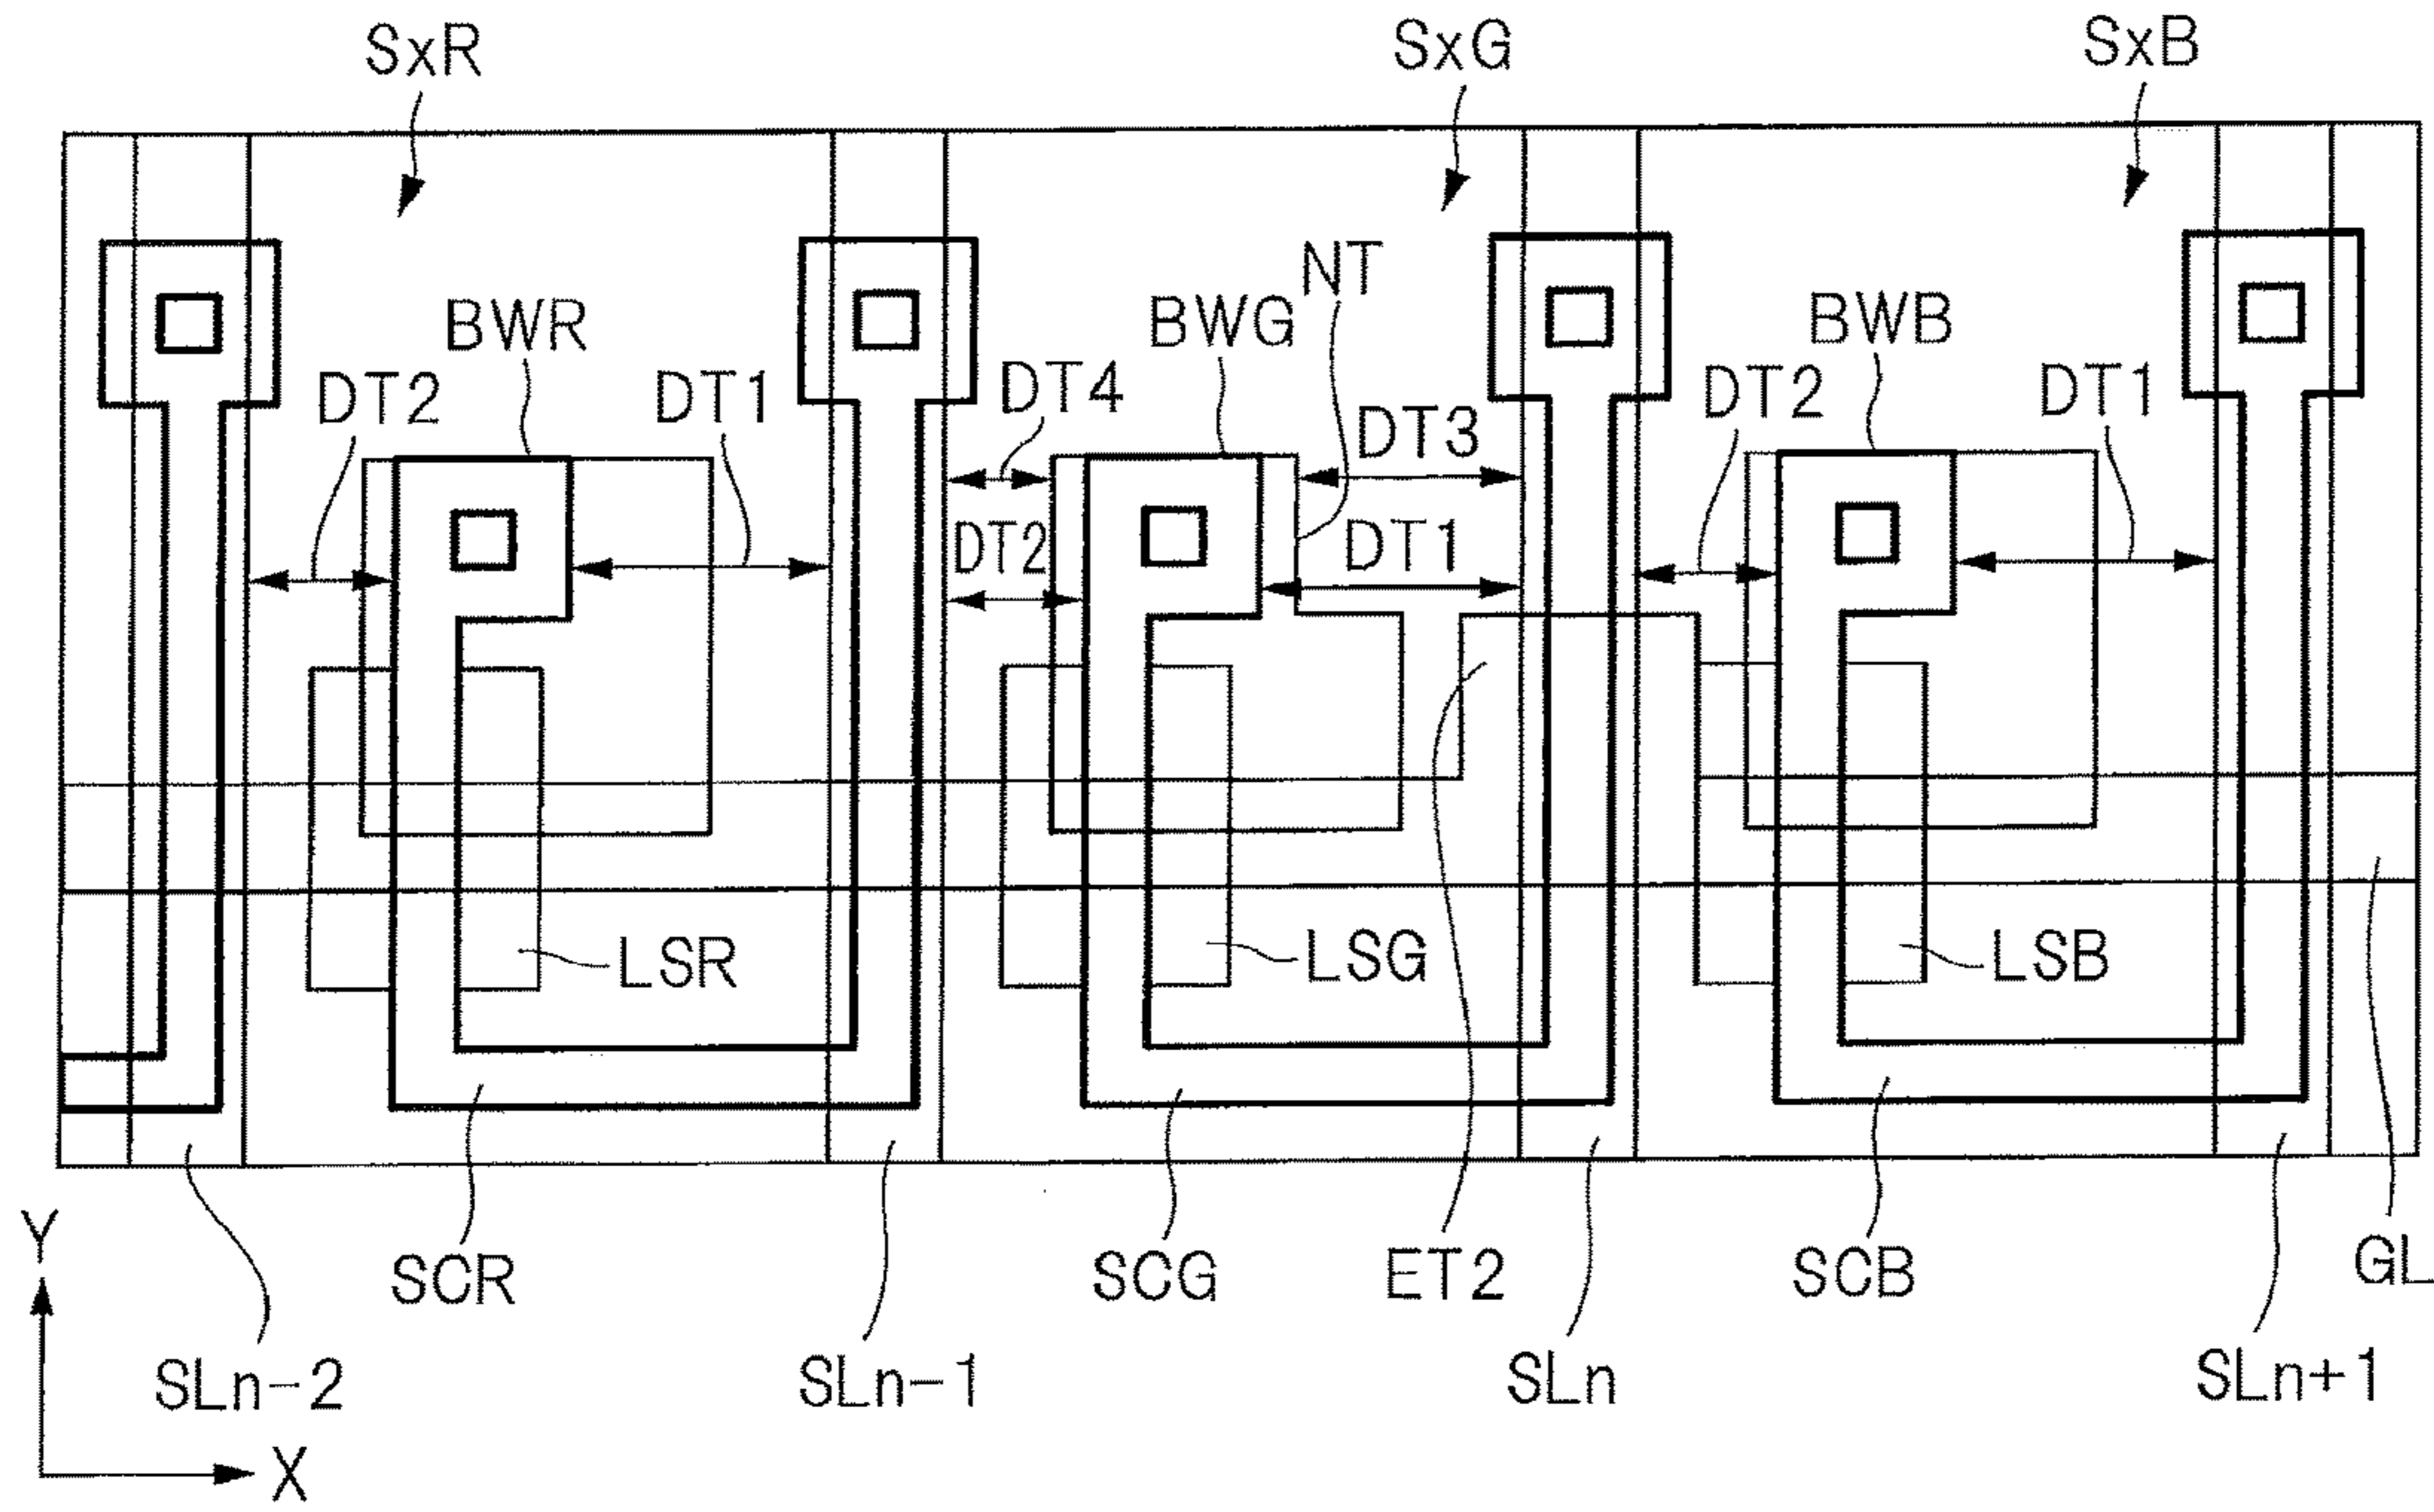 SxR SxG SxB
NT
BWR BWG BWB
DT2 DT1 DT4 DT3 DT2 DT1
DT2 DT1
LSR LSG LSB
Y
SCR SCG ET2 SCB GL
SLn-2 SLn-1 SLn SLn+1
X